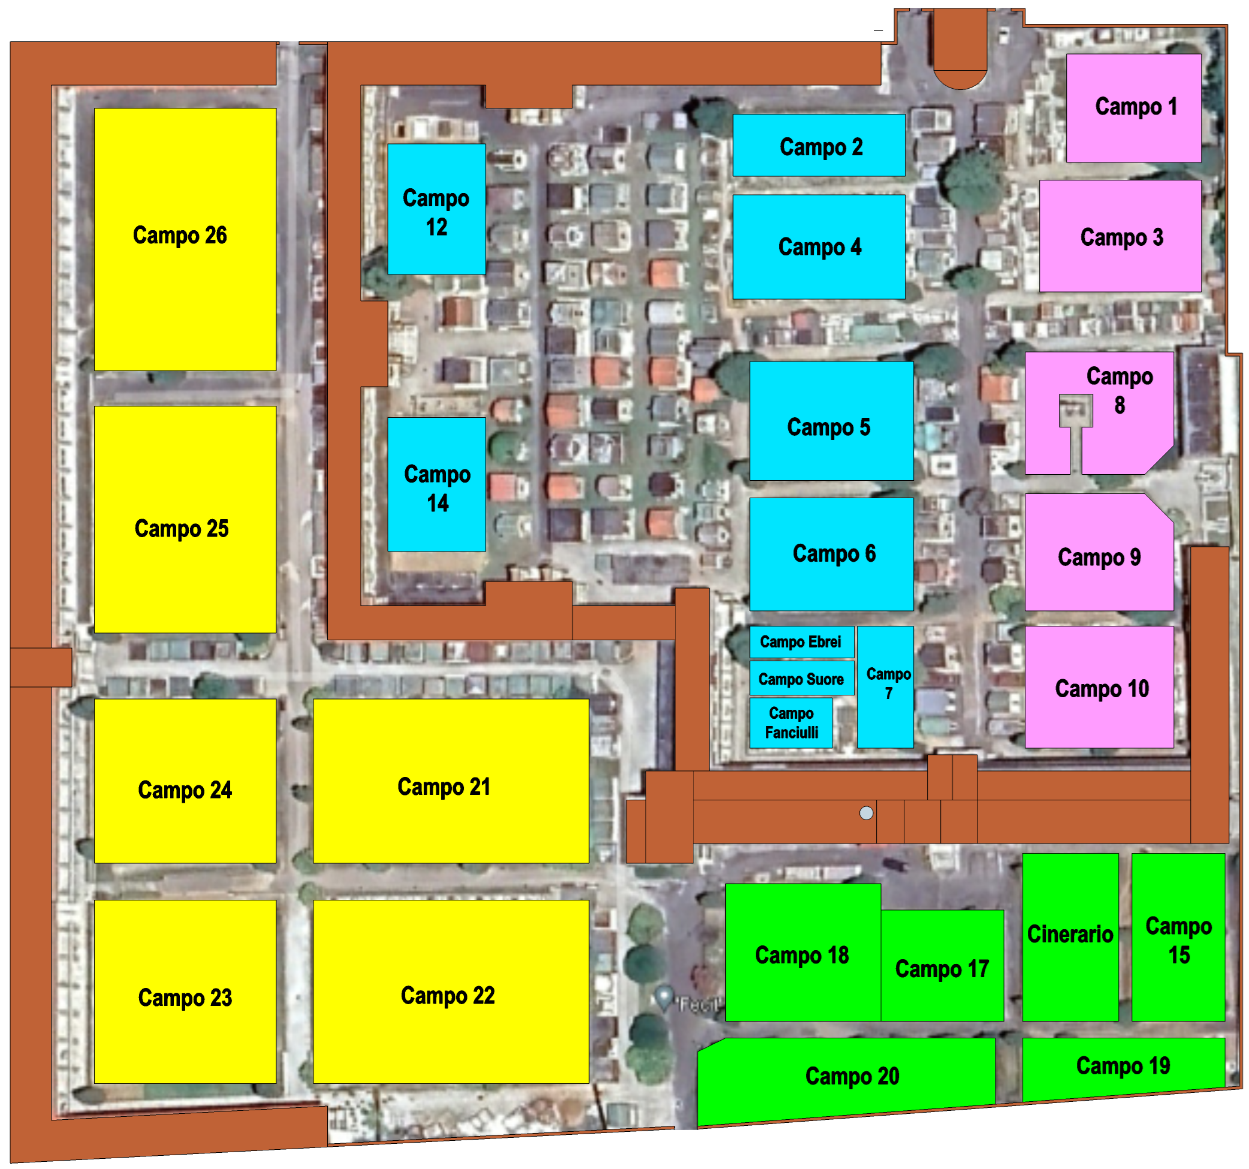 Campo 1
Campo 2
Campo
12
Campo 26
Campo 3
Campo 4
Campo
8
Campo 5
Campo
14
Campo 25
Campo 6
Campo 9
Campo Ebrei
Campo Suore
Campo
7
Campo
Fanciulli
Campo 10
Campo 24
Campo 21
Cinerario
Campo
15
Campo 18
Campo 17
Campo 23
Campo 22
Campo 20
Campo 19